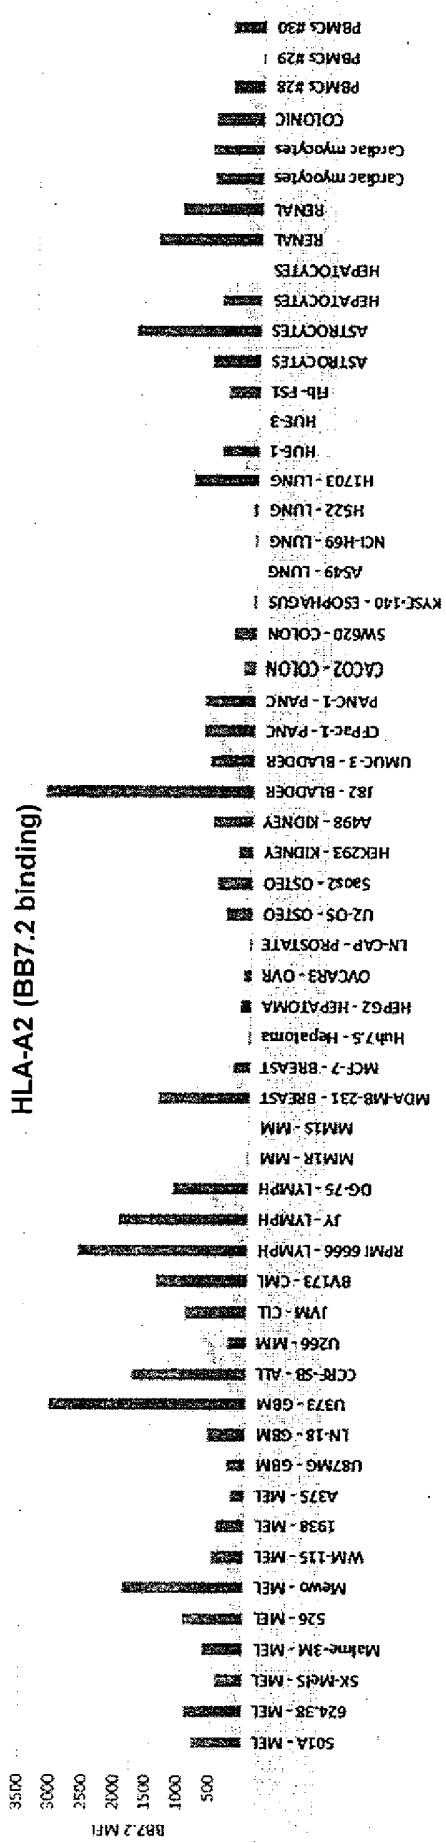 HLA-A2 (BB7.2 binding)
BB7.2 MFI
3500
3000
2500
2000
1500
1000
500
501A - MEL
624.38 - MEL
SK-Mel5 - MEL
Malme-3M - MEL
526 - MEL
Mewo - MEL
WM-115 - MEL
1938 - MEL
A375 - MEL
U87MG - GBM
LN-18 - GBM
U373 - GBM
CCRF-SB - ALL
U266 - MM
JVM - CLL
BV173 - CML
RPMI 6666 - LYMPH
JY - LYMPH
DG-75 - LYMPH
MM1R - MM
MM1S - MM
MDA-MB-231 - BREAST
MCF-7 - BREAST
Huh7.5 - Hepatoma
HEPG2 - HEPATOMA
OVCAR3 - OVR
LN-CAP - PROSTATE
U2-OS - OSTEO
Saos2 - OSTEO
HEK293 - KIDNEY
A498 - KIDNEY
J82 - BLADDER
UMUC-3 - BLADDER
CFPac-1 - PANC
PANC-1 - PANC
CACO2 - COLON
SW620 - COLON
KYSE-140 - ESOPHAGUS
A549 - LUNG
NCI-H69 - LUNG
H522 - LUNG
H1703 - LUNG
HUE-1
HUE-3
Fib- FS1
ASTROCYTES
ASTROCYTES
HEPATOCYTES
HEPATOCYTES
RENAL
RENAL
Cardiac myocytes
Cardiac myocytes
COLONIC
PBMCs #28
PBMCs #29
PBMCs #30